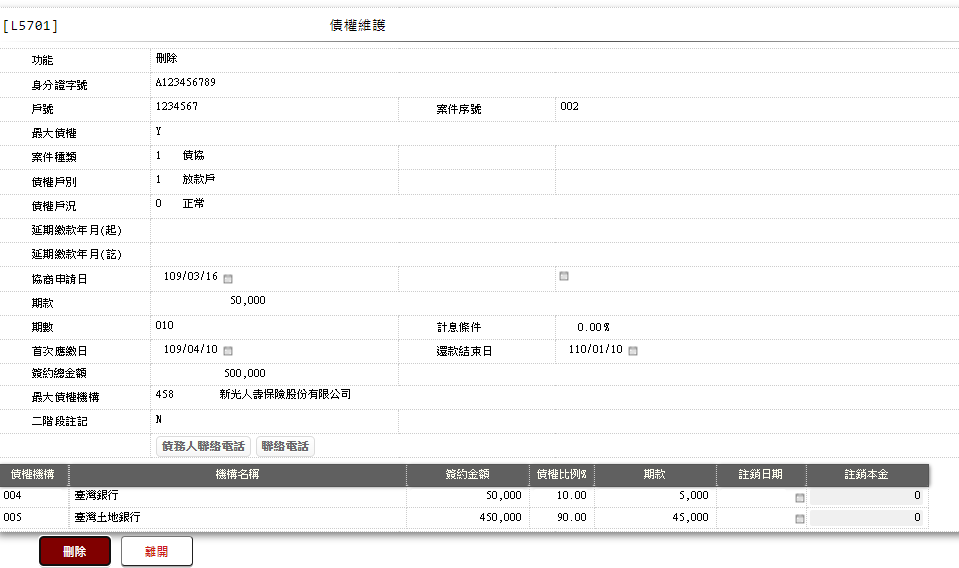 [L5701] 債權維護
功能 刪除
身分證字號 A123456789
戶號 1234567 案件序號 002
最大債權 Y
案件種類 1 債協
債權戶別 1 放款戶
債權戶況 0 正常
延期繳款年月(起)
延期繳款年月(訖)
協商申請日 109/03/16
期款 50,000
期數 010 計息條件 0.00%
首次應繳日 109/04/10 還款結束日 110/01/10
簽約總金額 500,000
最大債權機構 458 新光人壽保險股份有限公司
二階段註記 N
債務人聯絡電話 聯絡電話
債權機構 機構名稱 簽約金額 債權比例% 期款 註銷日期 註銷本金
004 臺灣銀行 50,000 10.00 5,000 0
005 臺灣土地銀行 450,000 90.00 45,000 0
刪除 離開